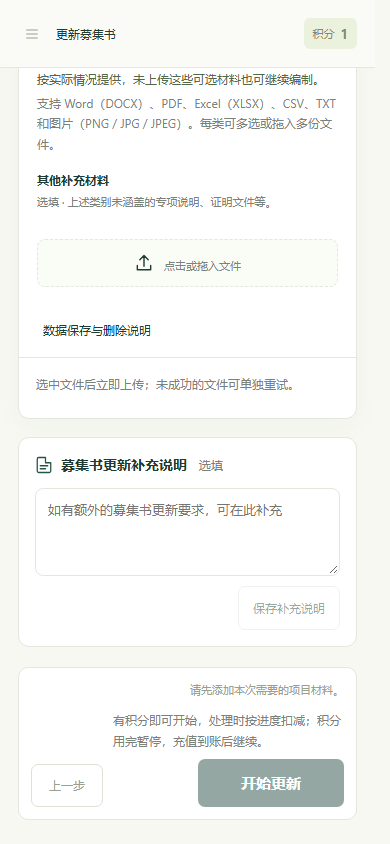 更新募集书
积分 1
按实际情况提供，未上传这些可选材料也可继续编制。
支持 Word（DOCX）、PDF、Excel（XLSX）、CSV、TXT
和图片（PNG / JPG / JPEG）。每类可多选或拖入多份文
件。
其他补充材料
选填 · 上述类别未涵盖的专项说明、证明文件等。
点击或拖入文件
数据保存与删除说明
选中文件后立即上传；未成功的文件可单独重试。
募集书更新补充说明 选填
如有额外的募集书更新要求，可在此补充
保存补充说明
请先添加本次需要的项目材料。
有积分即可开始，处理时按进度扣减；积分
用完暂停，充值到账后继续。
上一步
开始更新